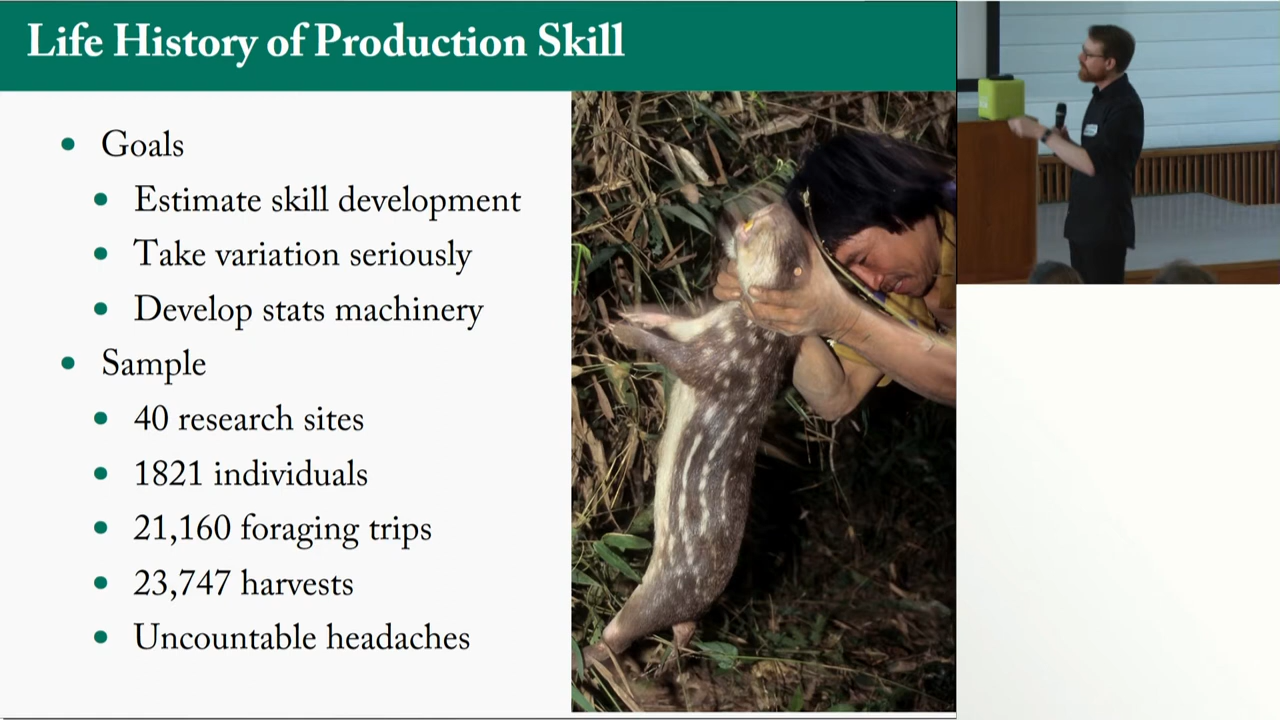 Life History of Production Skill
Goals
Estimate skill development
Take variation seriously
Develop stats machinery
Sample
40 research sites
1821 individuals
21,160 foraging trips
23,747 harvests
Uncountable headaches